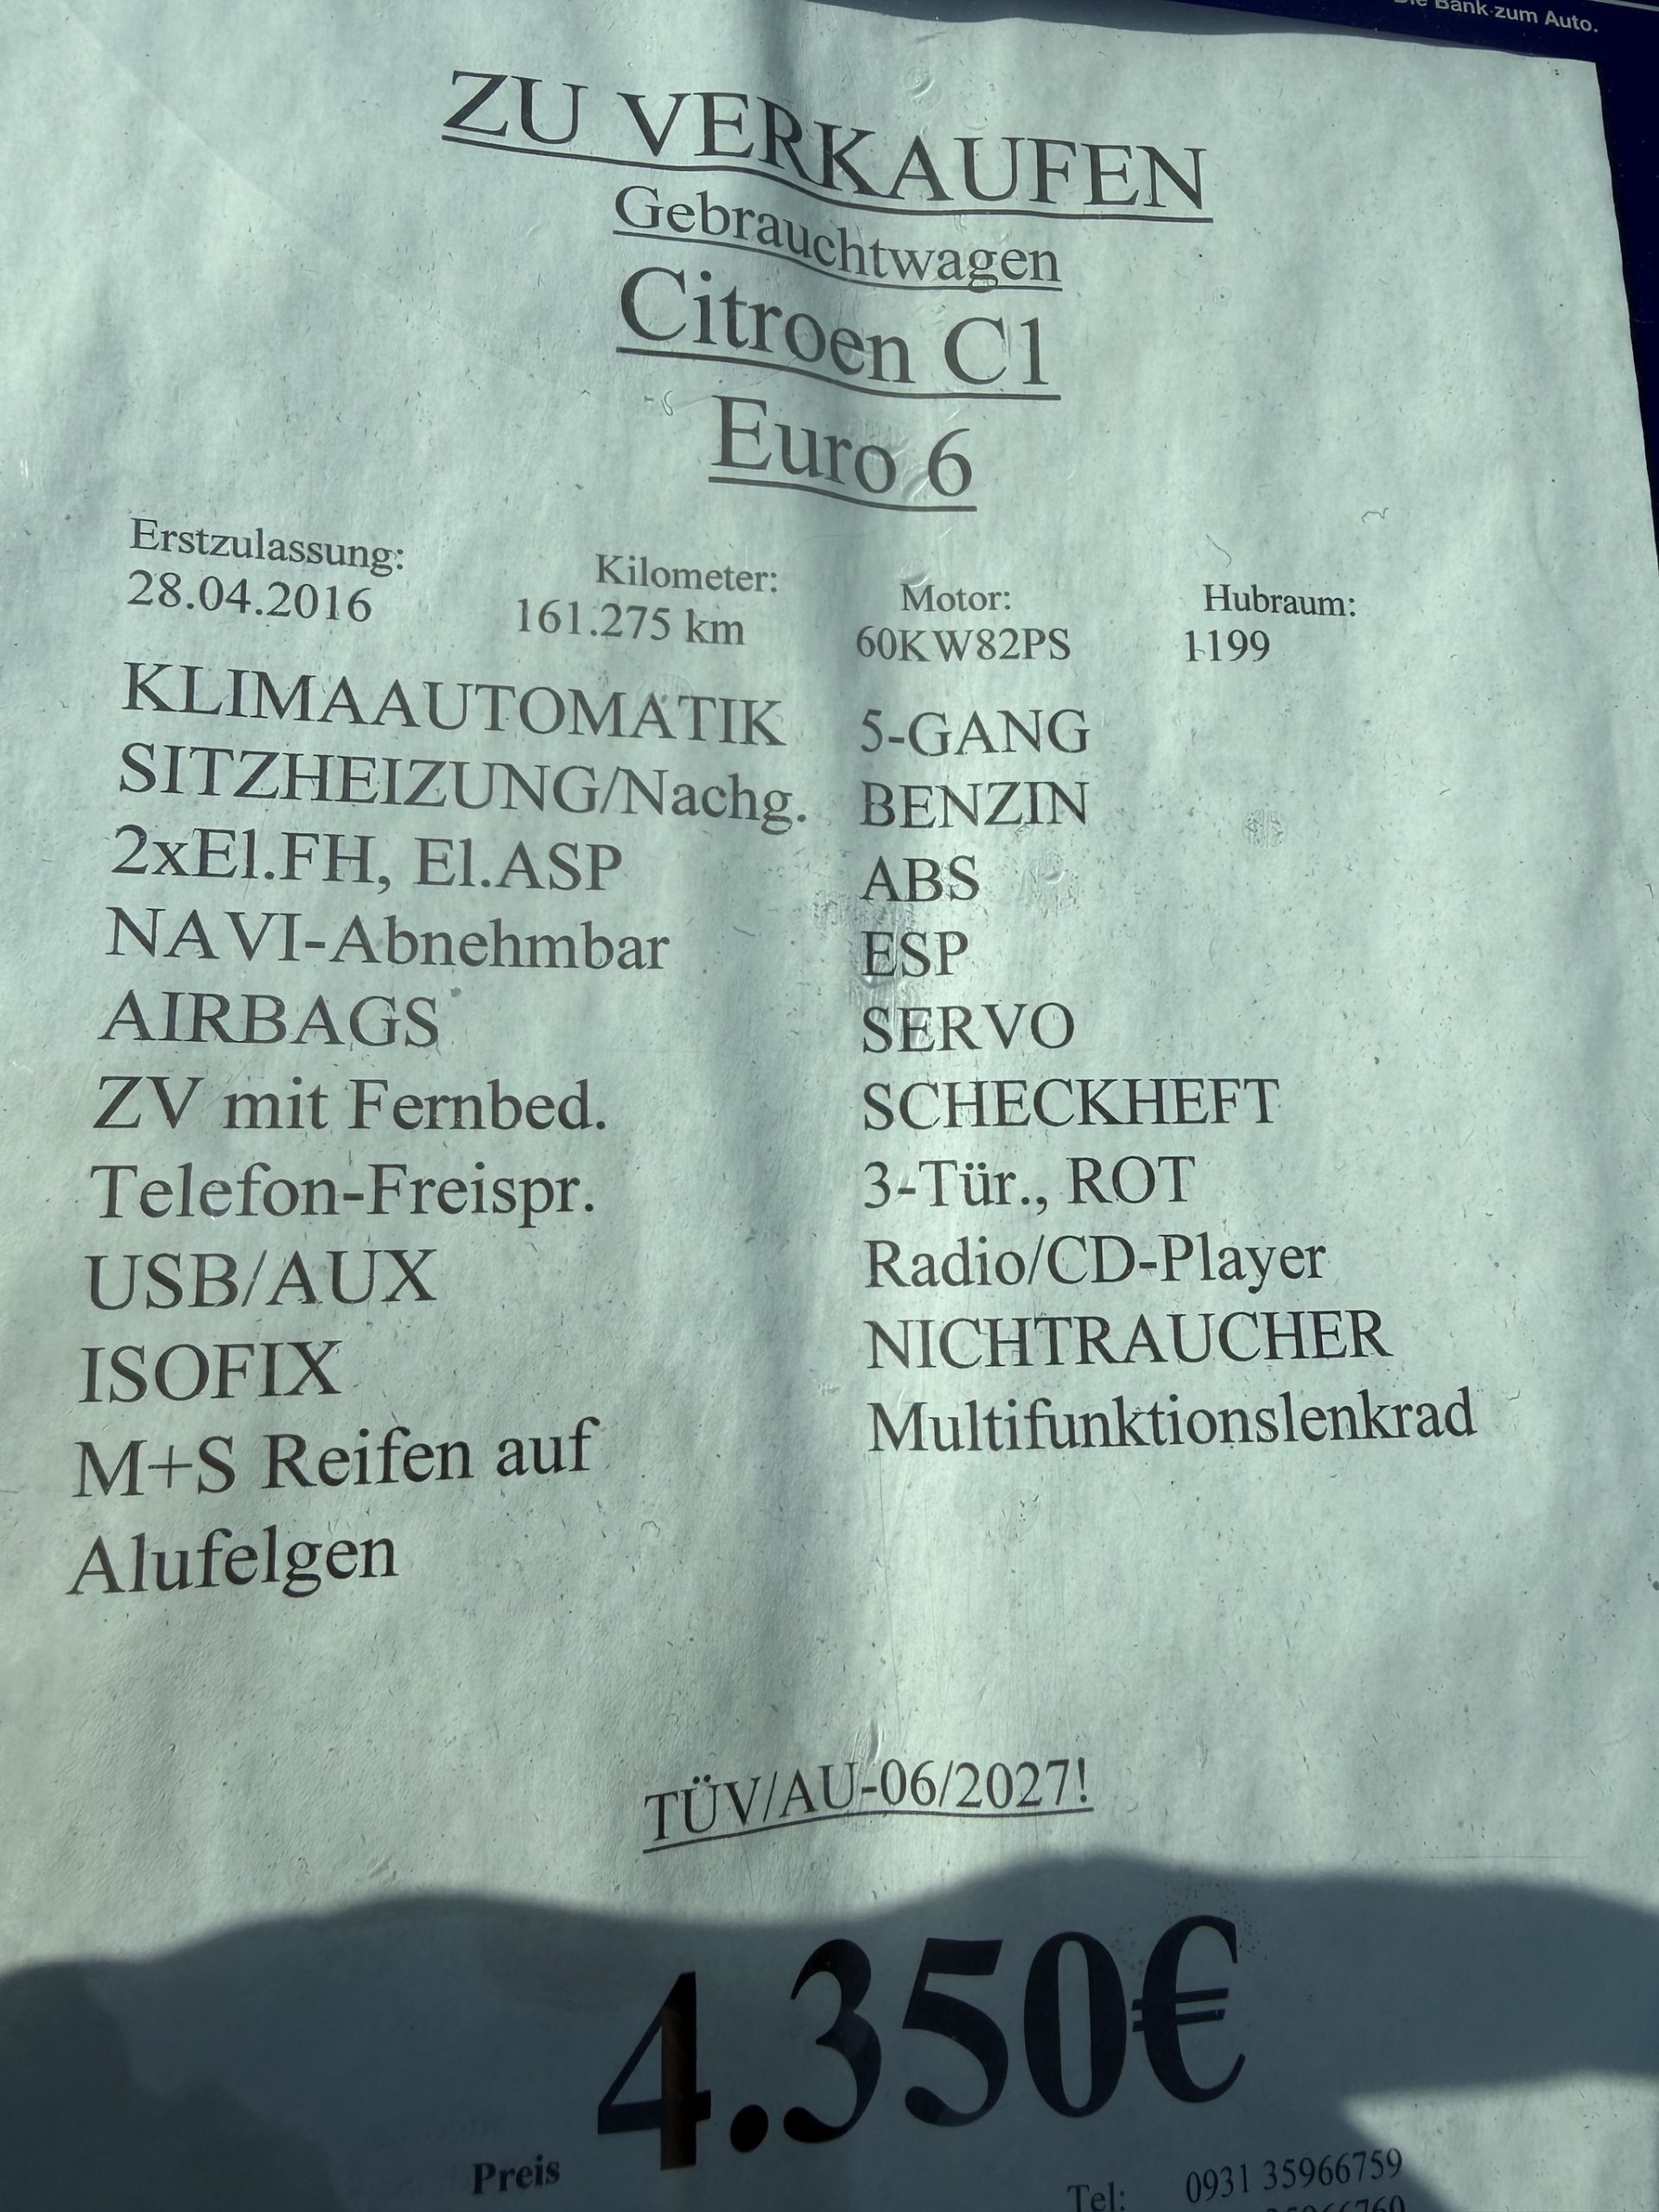 Die Bank zum Auto.
ZU VERKAUFEN
Gebrauchtwagen
Citroen C1
Euro 6
Erstzulassung: Kilometer: Motor: Hubraum:
28.04.2016 161.275 km 60KW82PS 1199
KLIMAAUTOMATIK 5-GANG
SITZHEIZUNG/Nachg. BENZIN
2xEl.FH, El.ASP ABS
NAVI-Abnehmbar ESP
AIRBAGS SERVO
ZV mit Fernbed. SCHECKHEFT
Telefon-Freispr. 3-Tür., ROT
USB/AUX Radio/CD-Player
ISOFIX NICHTRAUCHER
M+S Reifen auf Multifunktionslenkrad
Alufelgen
TÜV/AU-06/2027!
4.350€
Preis
Tel: 0931 35966759